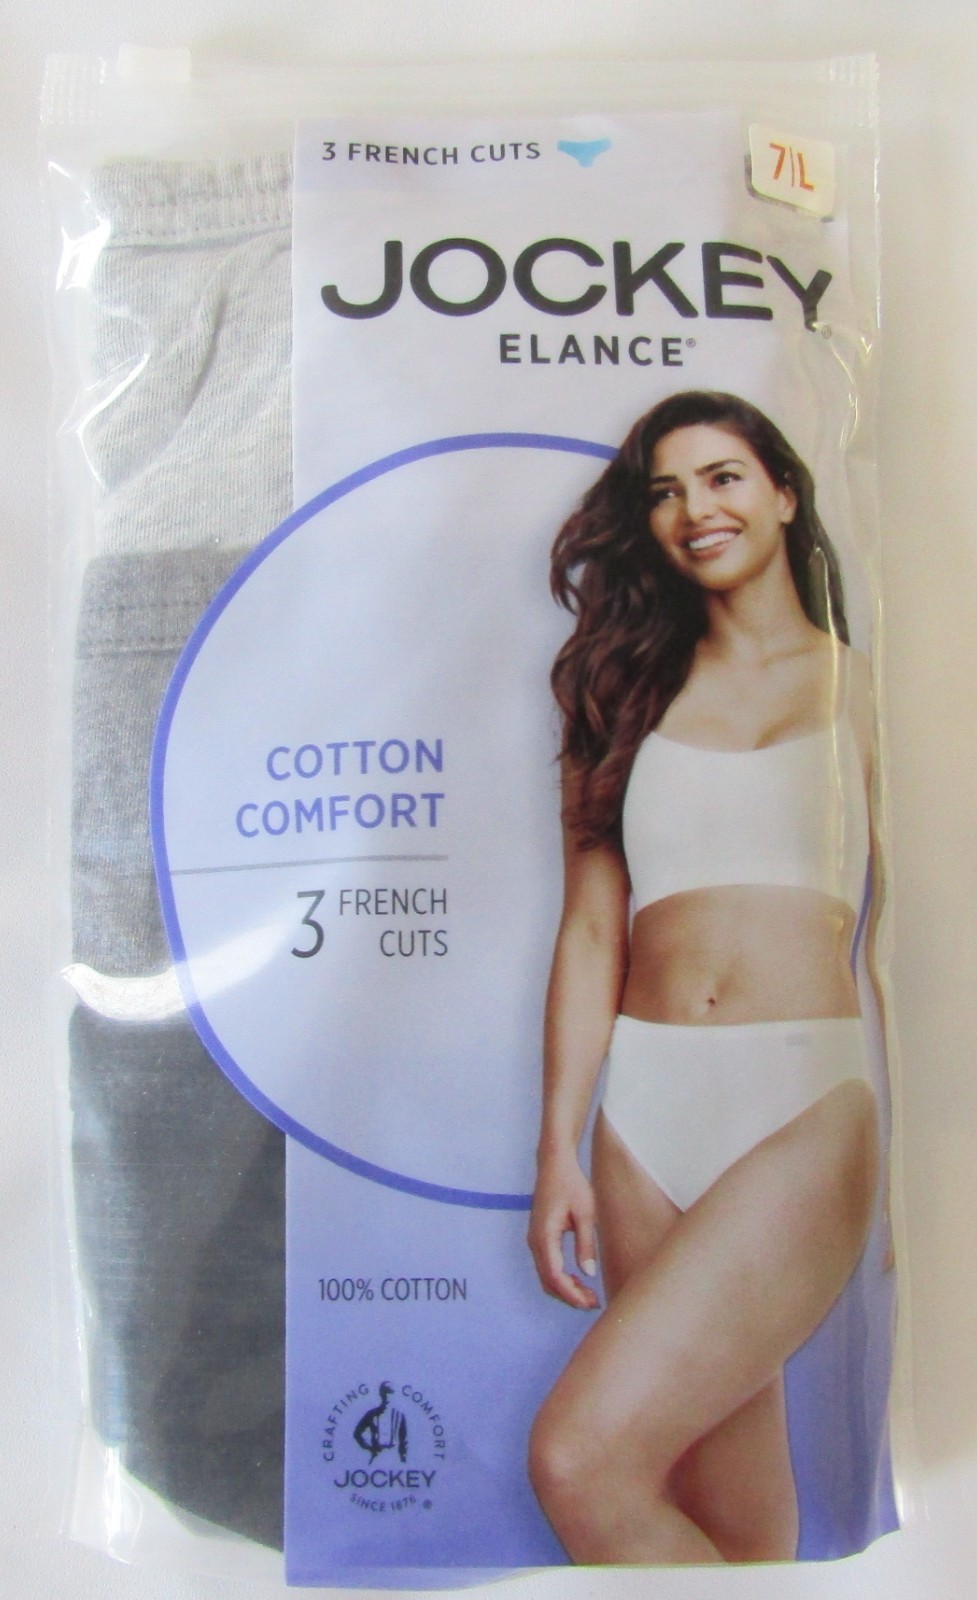 3 FRENCH CUTS
7/L
JOCKEY®
ELANCE®
COTTON
COMFORT
3 FRENCH
CUTS
100% COTTON
CRAFTING COMFORT
JOCKEY
SINCE 1876 ®